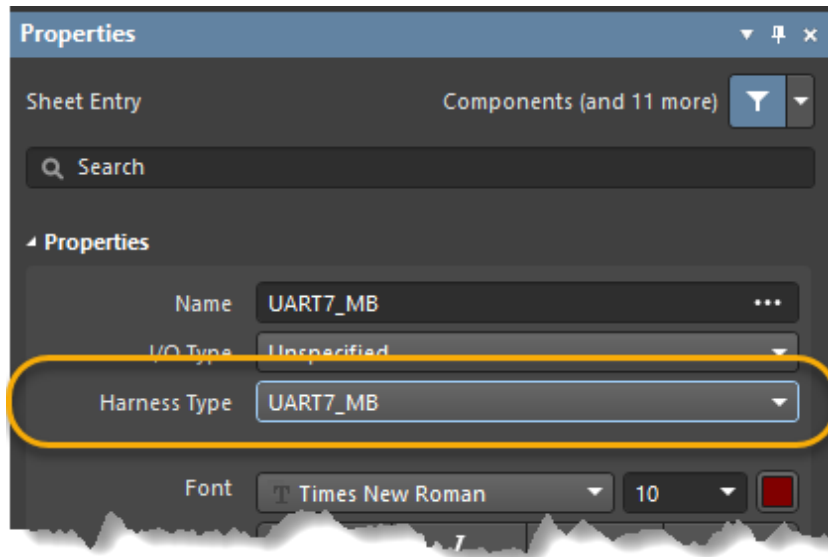 Properties
Sheet Entry Components (and 11 more)
Search
Properties
Name UART7_MB ...
I/O Type Unspecified
Harness Type UART7_MB
Font T Times New Roman 10
I